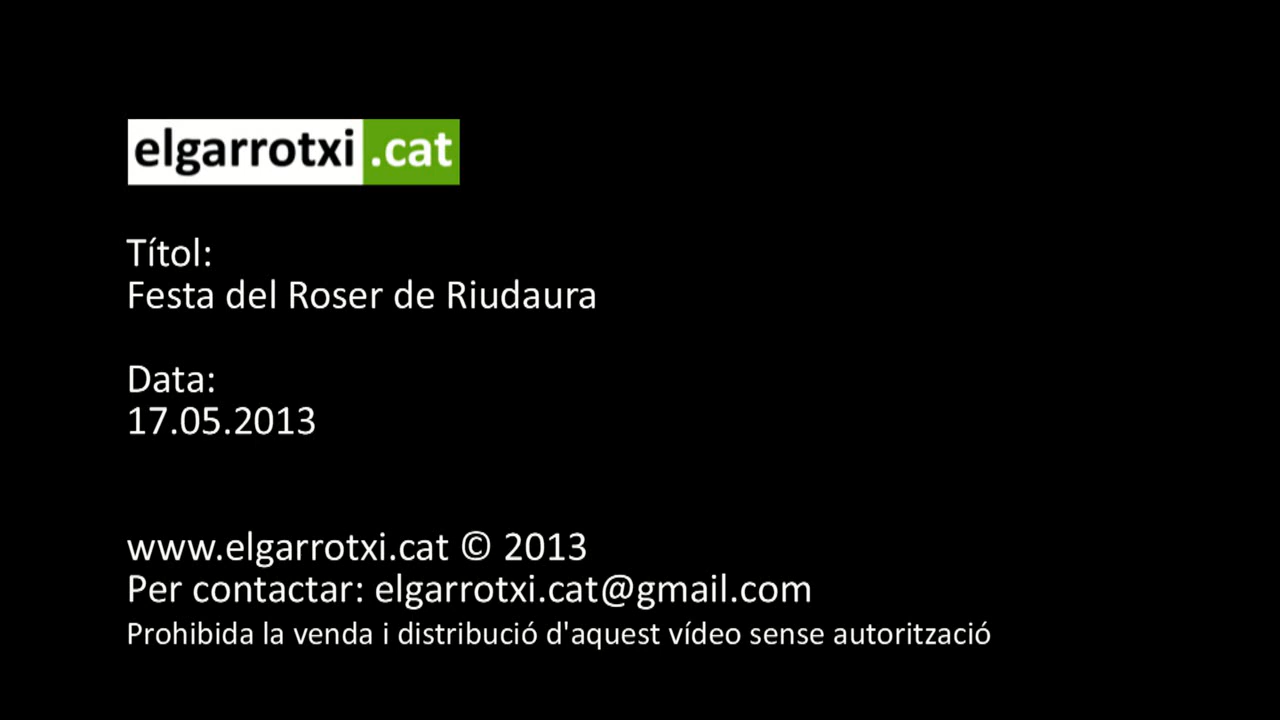 elgarrotxi.cat
Títol:
Festa del Roser de Riudaura
Data:
17.05.2013
www.elgarrotxi.cat © 2013
Per contactar: elgarrotxi.cat@gmail.com
Prohibida la venda i distribució d'aquest vídeo sense autorització